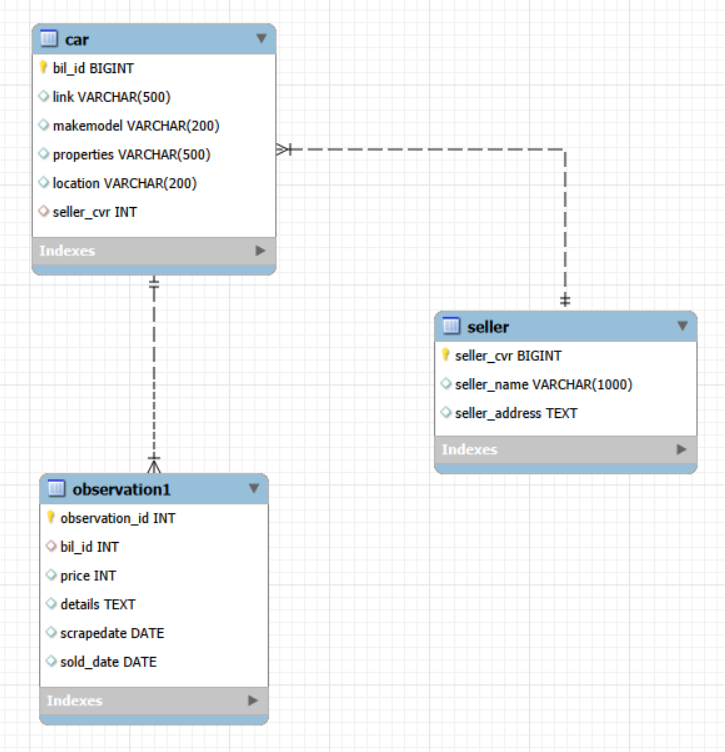 car
bil_id BIGINT
link VARCHAR(500)
makemodel VARCHAR(200)
properties VARCHAR(500)
location VARCHAR(200)
seller_cvr INT
Indexes
seller
seller_cvr BIGINT
seller_name VARCHAR(1000)
seller_address TEXT
Indexes
observation1
observation_id INT
bil_id INT
price INT
details TEXT
scrapedate DATE
sold_date DATE
Indexes